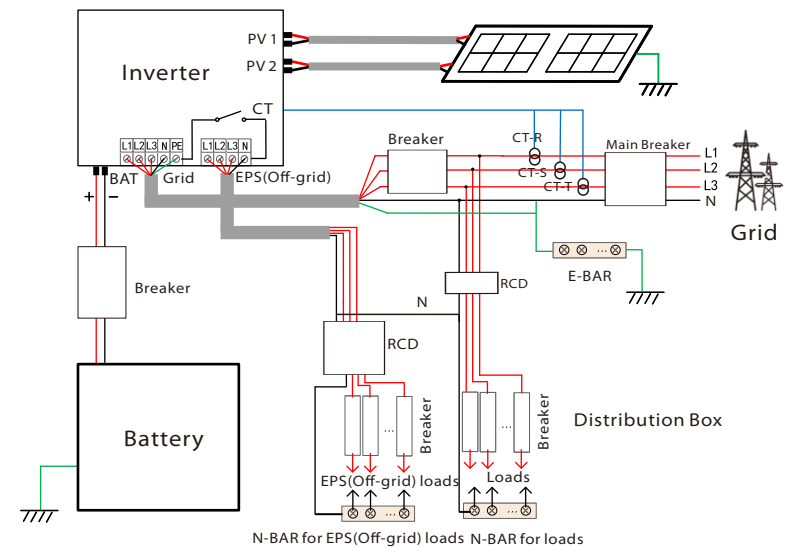 PV 1
PV 2
Inverter
CT
L1 L2 L3 N PE
L1 L2 L3 N
BAT
Grid
EPS(Off-grid)
+ −
Breaker
CT-R
CT-S
CT-T
Main Breaker
L1
L2
L3
N
Grid
E-BAR
...
Breaker
RCD
N
RCD
Battery
...
Breaker
...
Breaker
Distribution Box
EPS(Off-grid) loads
Loads
...
...
N-BAR for EPS(Off-grid) loads
N-BAR for loads